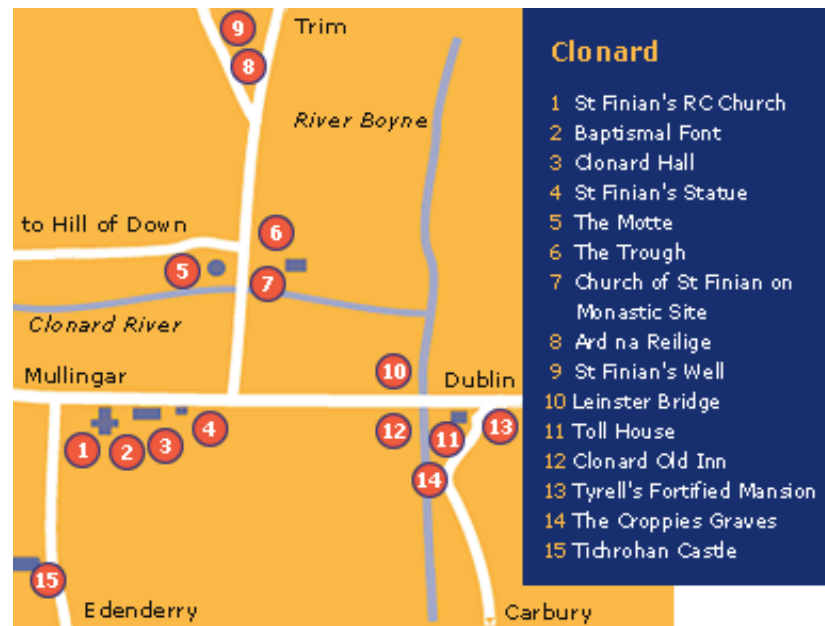 9
Trim
8
River Boyne
to Hill of Down
6
5
7
Clonard River
Mullingar
10
Dublin
1
2
3
4
12
11
13
14
15
Edenderry
Carbury
Clonard
1 St Finian's RC Church
2 Baptismal Font
3 Clonard Hall
4 St Finian's Statue
5 The Motte
6 The Trough
7 Church of St Finian on
Monastic Site
8 Ard na Reilige
9 St Finian's Well
10 Leinster Bridge
11 Toll House
12 Clonard Old Inn
13 Tyrell's Fortified Mansion
14 The Croppies Graves
15 Tichrohan Castle